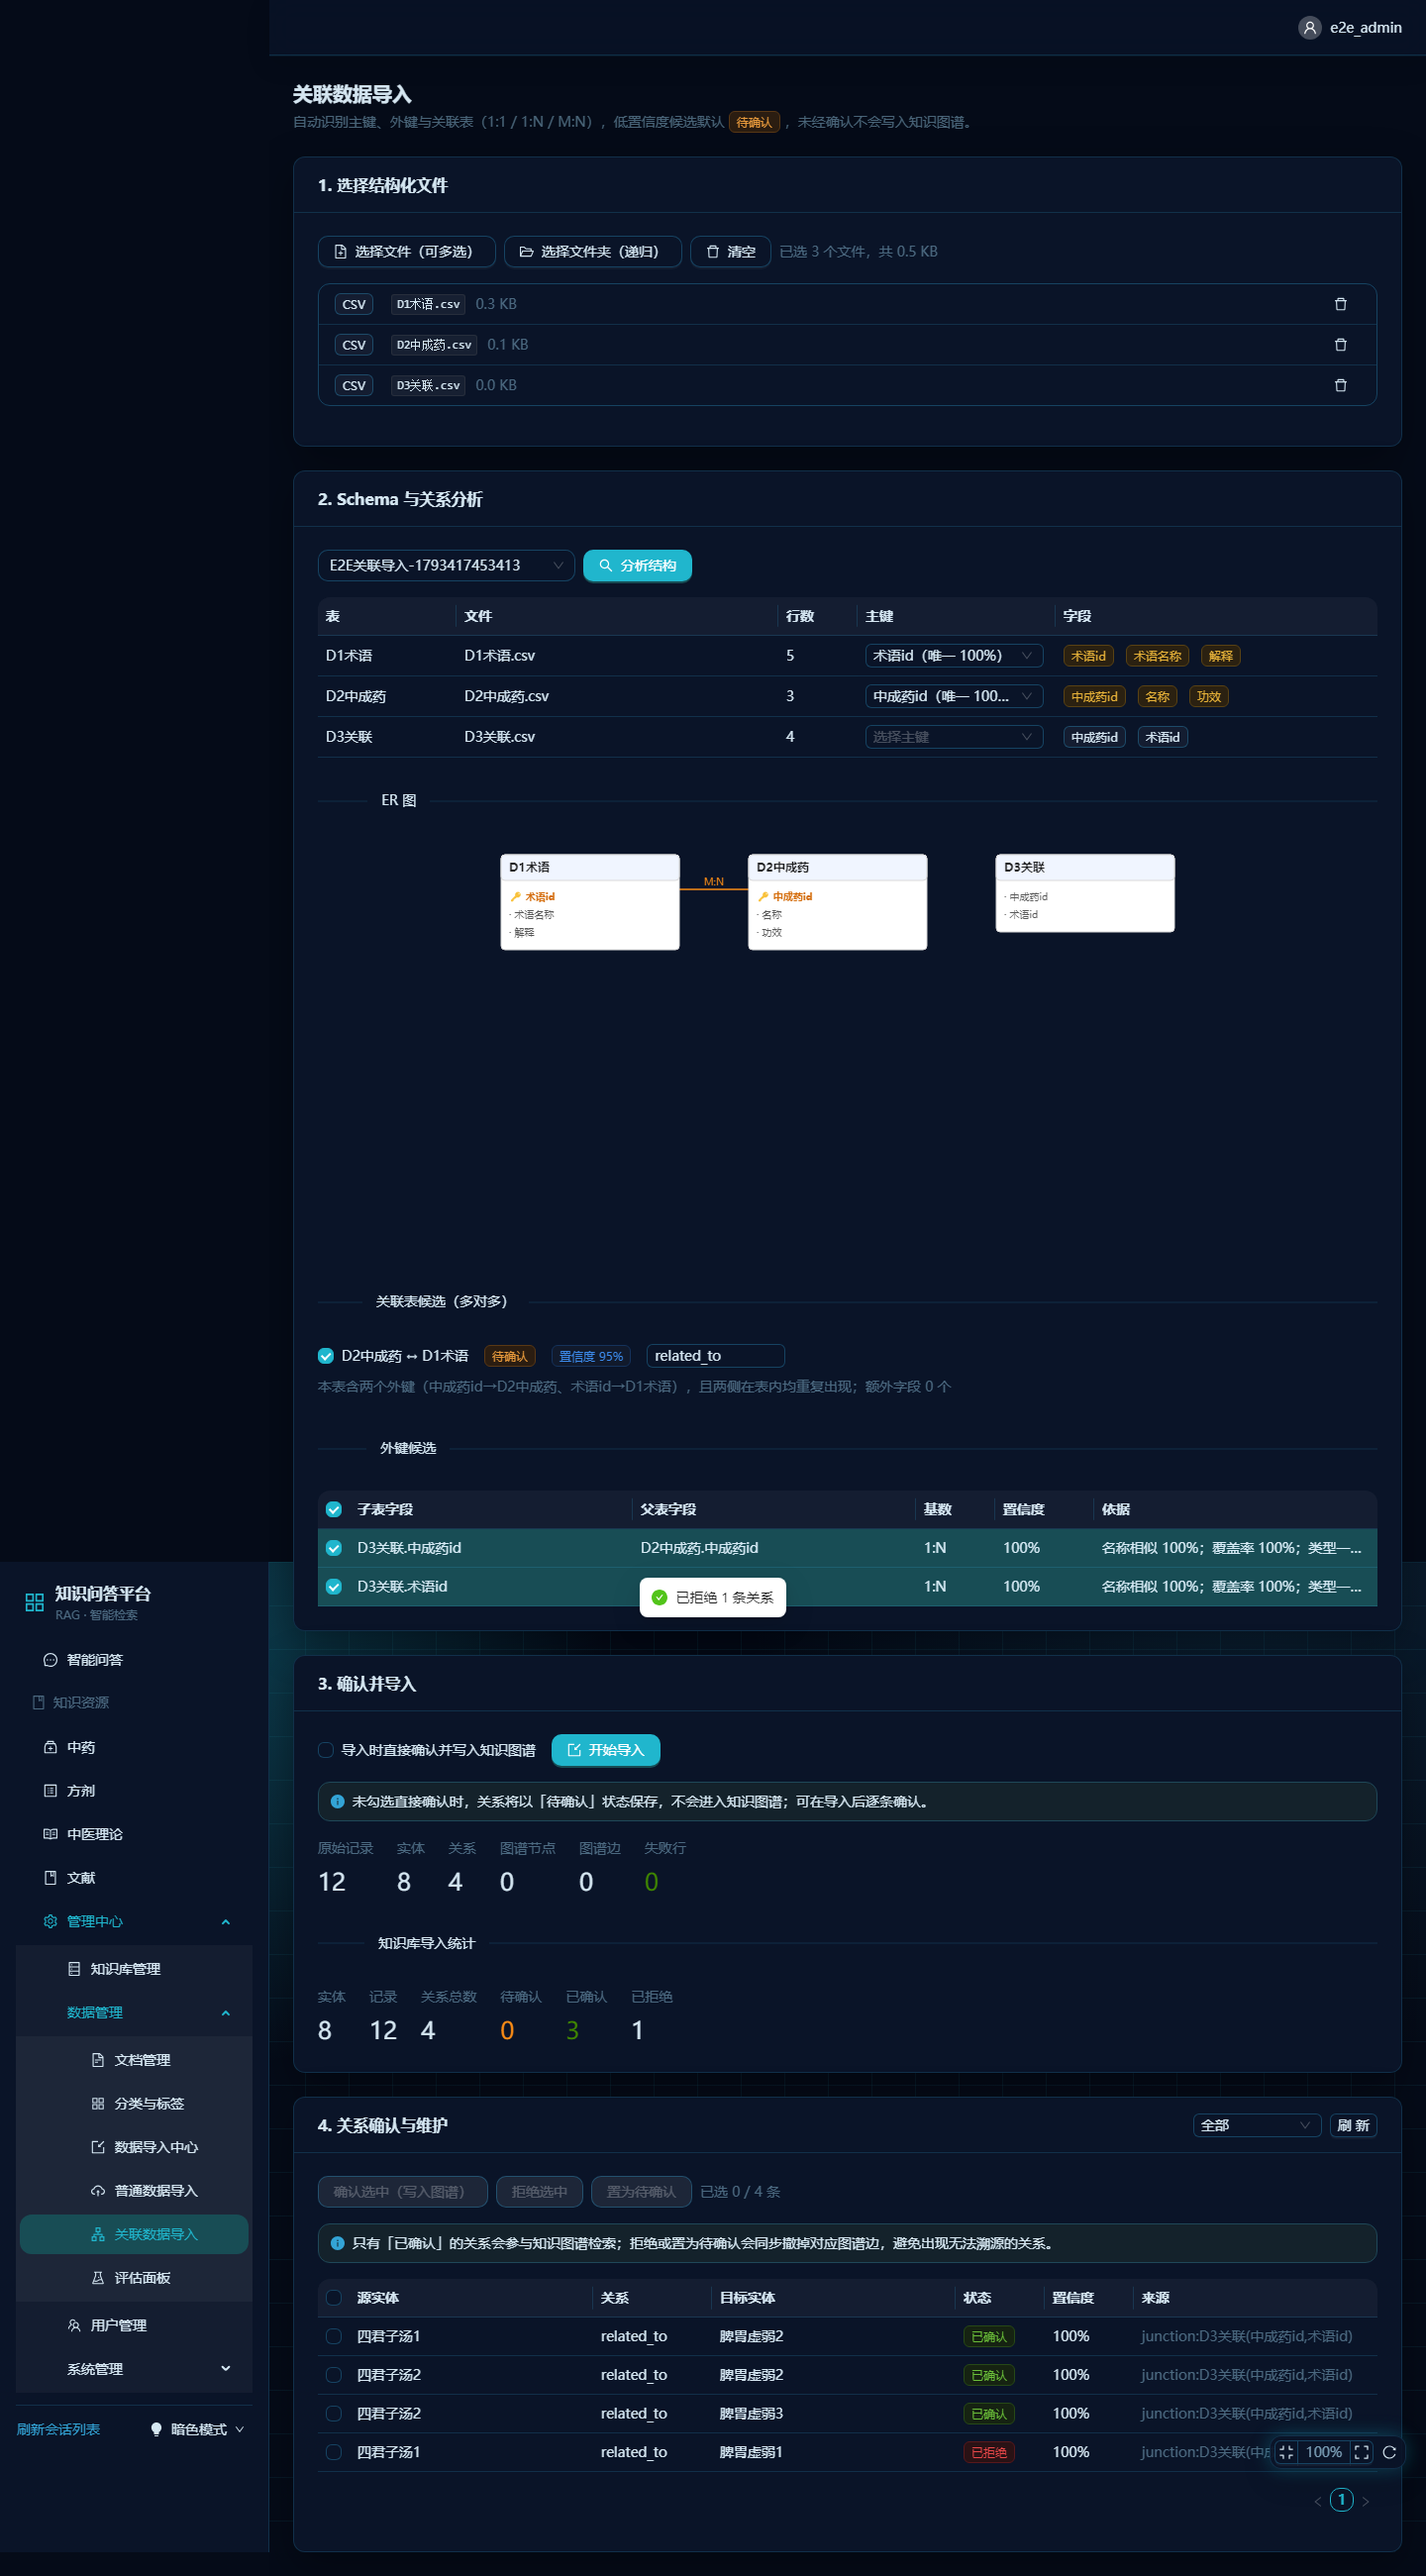 e2e_admin
关联数据导入
自动识别主键、外键与关联表（1:1 / 1:N / M:N），低置信度候选默认 待确认 ，未经确认不会写入知识图谱。
1. 选择结构化文件
选择文件（可多选） 选择文件夹（递归） 清空 已选 3 个文件，共 0.5 KB
CSV D1术语.csv 0.3 KB
CSV D2中成药.csv 0.1 KB
CSV D3关联.csv 0.0 KB
2. Schema 与关系分析
E2E关联导入-1793417453413 分析结构
表 文件 行数 主键 字段
D1术语 D1术语.csv 5 术语id（唯一 100%） 术语id 术语名称 解释
D2中成药 D2中成药.csv 3 中成药id（唯一 100... 中成药id 名称 功效
D3关联 D3关联.csv 4 选择主键 中成药id 术语id
ER 图
D1术语 D2中成药 D3关联
M:N
🔑 术语id 🔑 中成药id · 中成药id
· 术语名称 · 名称 · 术语id
· 解释 · 功效
关联表候选（多对多）
D2中成药 ↔ D1术语 待确认 置信度 95% related_to
本表含两个外键（中成药id→D2中成药、术语id→D1术语），且两侧在表内均重复出现；额外字段 0 个
外键候选
子表字段 父表字段 基数 置信度 依据
D3关联.中成药id D2中成药.中成药id 1:N 100% 名称相似 100%；覆盖率 100%；类型一...
D3关联.术语id 1:N 100% 名称相似 100%；覆盖率 100%；类型一...
已拒绝 1 条关系
3. 确认并导入
导入时直接确认并写入知识图谱 开始导入
未勾选直接确认时，关系将以「待确认」状态保存，不会进入知识图谱；可在导入后逐条确认。
原始记录 实体 关系 图谱节点 图谱边 失败行
12 8 4 0 0 0
知识库导入统计
实体 记录 关系总数 待确认 已确认 已拒绝
8 12 4 0 3 1
4. 关系确认与维护 全部 刷 新
确认选中（写入图谱） 拒绝选中 置为待确认 已选 0 / 4 条
只有「已确认」的关系会参与知识图谱检索；拒绝或置为待确认会同步撤掉对应图谱边，避免出现无法溯源的关系。
源实体 关系 目标实体 状态 置信度 来源
四君子汤1 related_to 脾胃虚弱2 已确认 100% junction:D3关联(中成药id,术语id)
四君子汤2 related_to 脾胃虚弱2 已确认 100% junction:D3关联(中成药id,术语id)
四君子汤2 related_to 脾胃虚弱3 已确认 100% junction:D3关联(中成药id,术语id)
四君子汤1 related_to 脾胃虚弱1 已拒绝 100% junction:D3关联(中
100%
1
知识问答平台
RAG · 智能检索
智能问答
知识资源
中药
方剂
中医理论
文献
管理中心
知识库管理
数据管理
文档管理
分类与标签
数据导入中心
普通数据导入
关联数据导入
评估面板
用户管理
系统管理
刷新会话列表 暗色模式